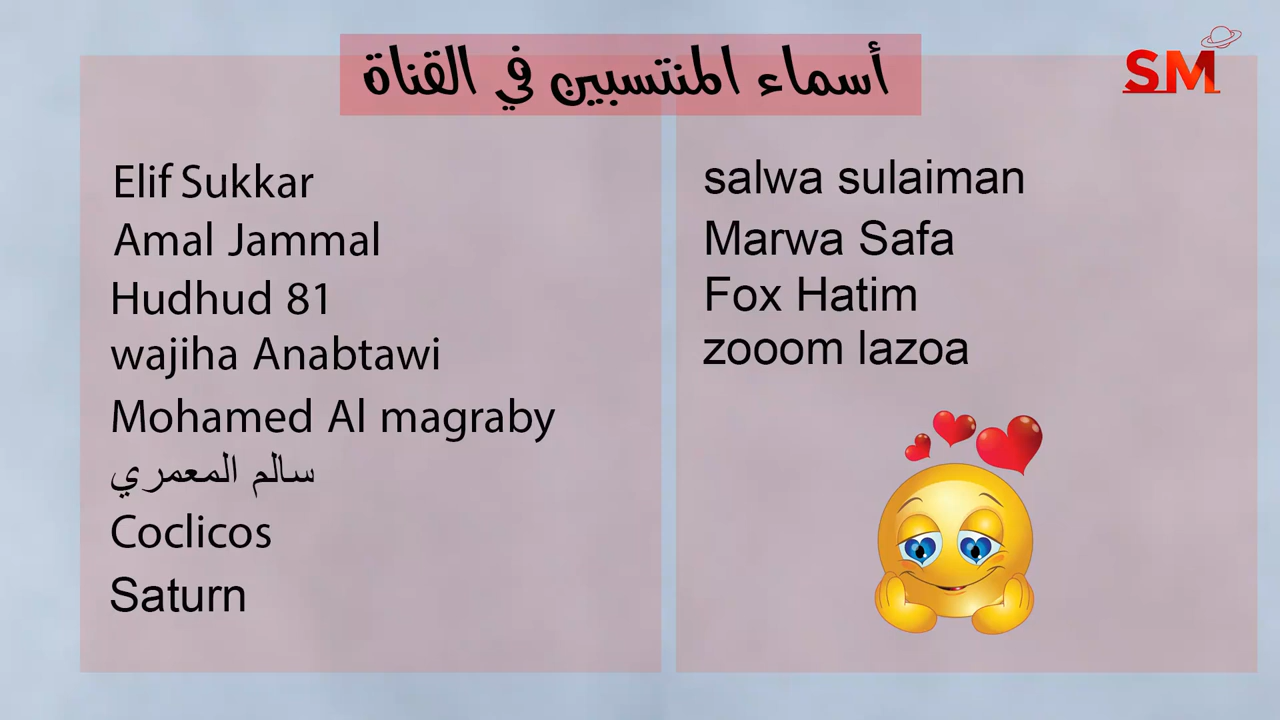 أسماء المنتسبين في القناة
SM
Elif Sukkar
Amal Jammal
Hudhud 81
wajiha Anabtawi
Mohamed Al magraby
سالم المعمري
Coclicos
Saturn
salwa sulaiman
Marwa Safa
Fox Hatim
zooom lazoa